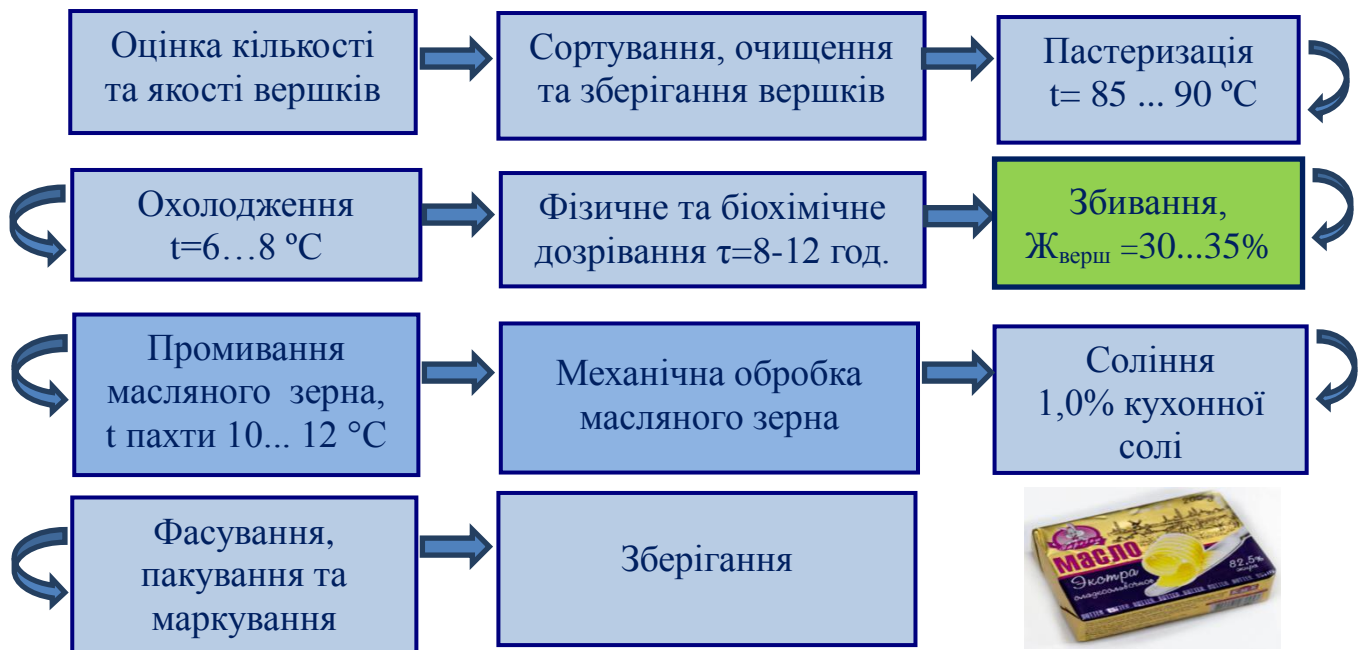 Оцінка кількості
та якості вершків
Сортування, очищення
та зберігання вершків
Пастеризація
t= 85 ... 90 ºC
Охолодження
t=6…8 ºC
Фізичне та біохімічне
дозрівання τ=8-12 год.
Збивання,
Жверш =30...35%
Промивання
масляного зерна,
t пахти 10... 12 °C
Механічна обробка
масляного зерна
Соління
1,0% кухонної
солі
Фасування,
пакування та
маркування
Зберігання
МАСЛО
Экстра
сладкосливочное
82,5%